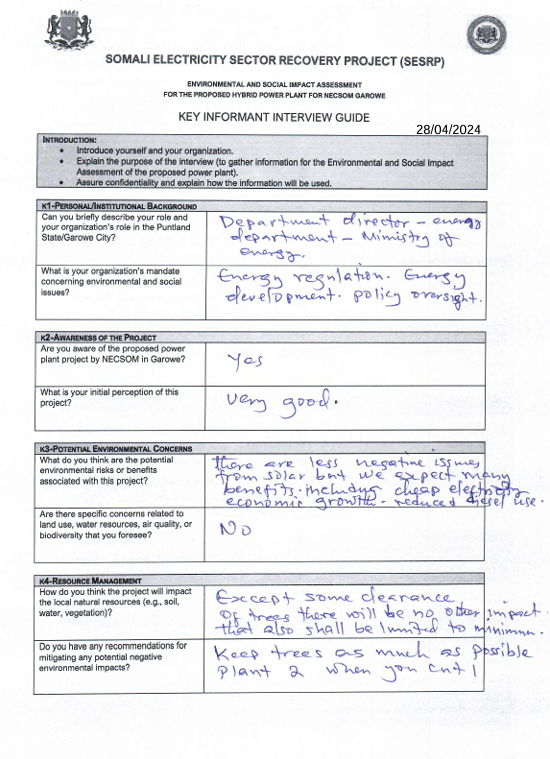 SOMALI ELECTRICITY SECTOR RECOVERY PROJECT (SESRP)
ENVIRONMENTAL AND SOCIAL IMPACT ASSESSMENT
FOR THE PROPOSED HYBRID POWER PLANT FOR NECSOM GAROWE
KEY INFORMANT INTERVIEW GUIDE
28/04/2024
INTRODUCTION:
• Introduce yourself and your organization.
• Explain the purpose of the interview (to gather information for the Environmental and Social Impact
Assessment of the proposed power plant).
• Assure confidentiality and explain how the information will be used.
K1-PERSONAL/INSTITUTIONAL BACKGROUND
Can you briefly describe your role and
your organization's role in the Puntland
State/Garowe City?
Department director - energy
department - Ministry of
energy.
What is your organization's mandate
concerning environmental and social
issues?
Energy regulation. Energy
development. policy oversight.
K2-AWARENESS OF THE PROJECT
Are you aware of the proposed power
plant project by NECSOM in Garowe?
Yes
What is your initial perception of this
project?
Very good.
K3-POTENTIAL ENVIRONMENTAL CONCERNS
What do you think are the potential
environmental risks or benefits
associated with this project?
there are less negative issues
from solar but we expect many
benefits. including cheap electricity
economic growth - reduced diesel use.
Are there specific concerns related to
land use, water resources, air quality, or
biodiversity that you foresee?
NO
K4-RESOURCE MANAGEMENT
How do you think the project will impact
the local natural resources (e.g., soil,
water, vegetation)?
Except some clearance
Of trees there will be no other impact.
that also shall be limited to minimum.
Do you have any recommendations for
mitigating any potential negative
environmental impacts?
Keep trees as much as possible
Plant 2 when you cut 1